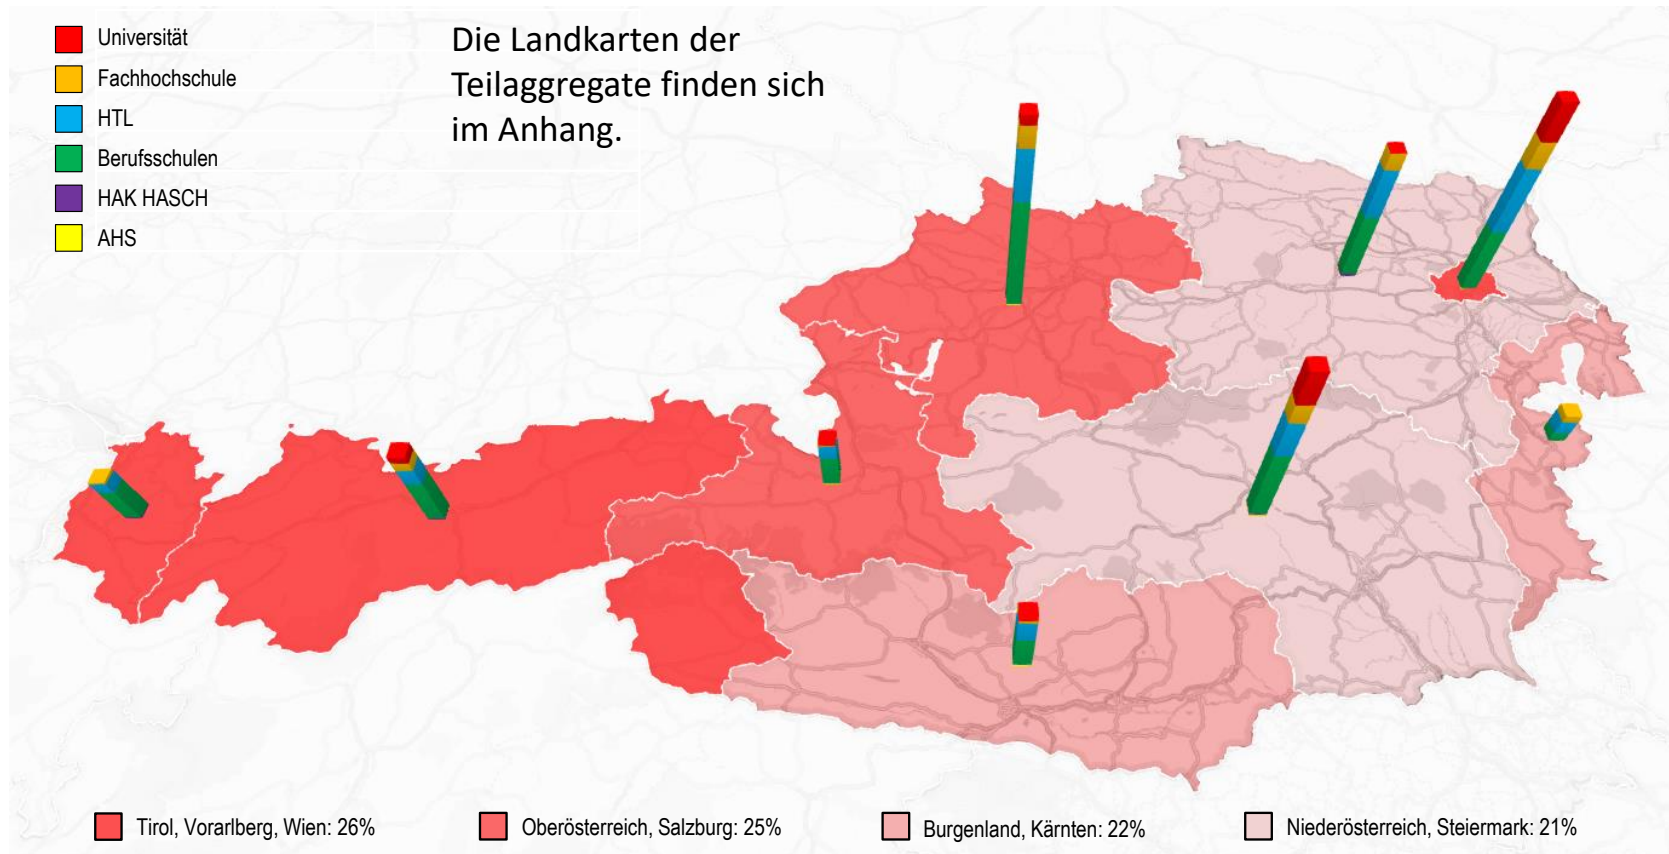 Universität
Fachhochschule
HTL
Berufsschulen
HAK HASCH
AHS
Die Landkarten der
Teilaggregate finden sich
im Anhang.
Tirol, Vorarlberg, Wien: 26%
Oberösterreich, Salzburg: 25%
Burgenland, Kärnten: 22%
Niederösterreich, Steiermark: 21%